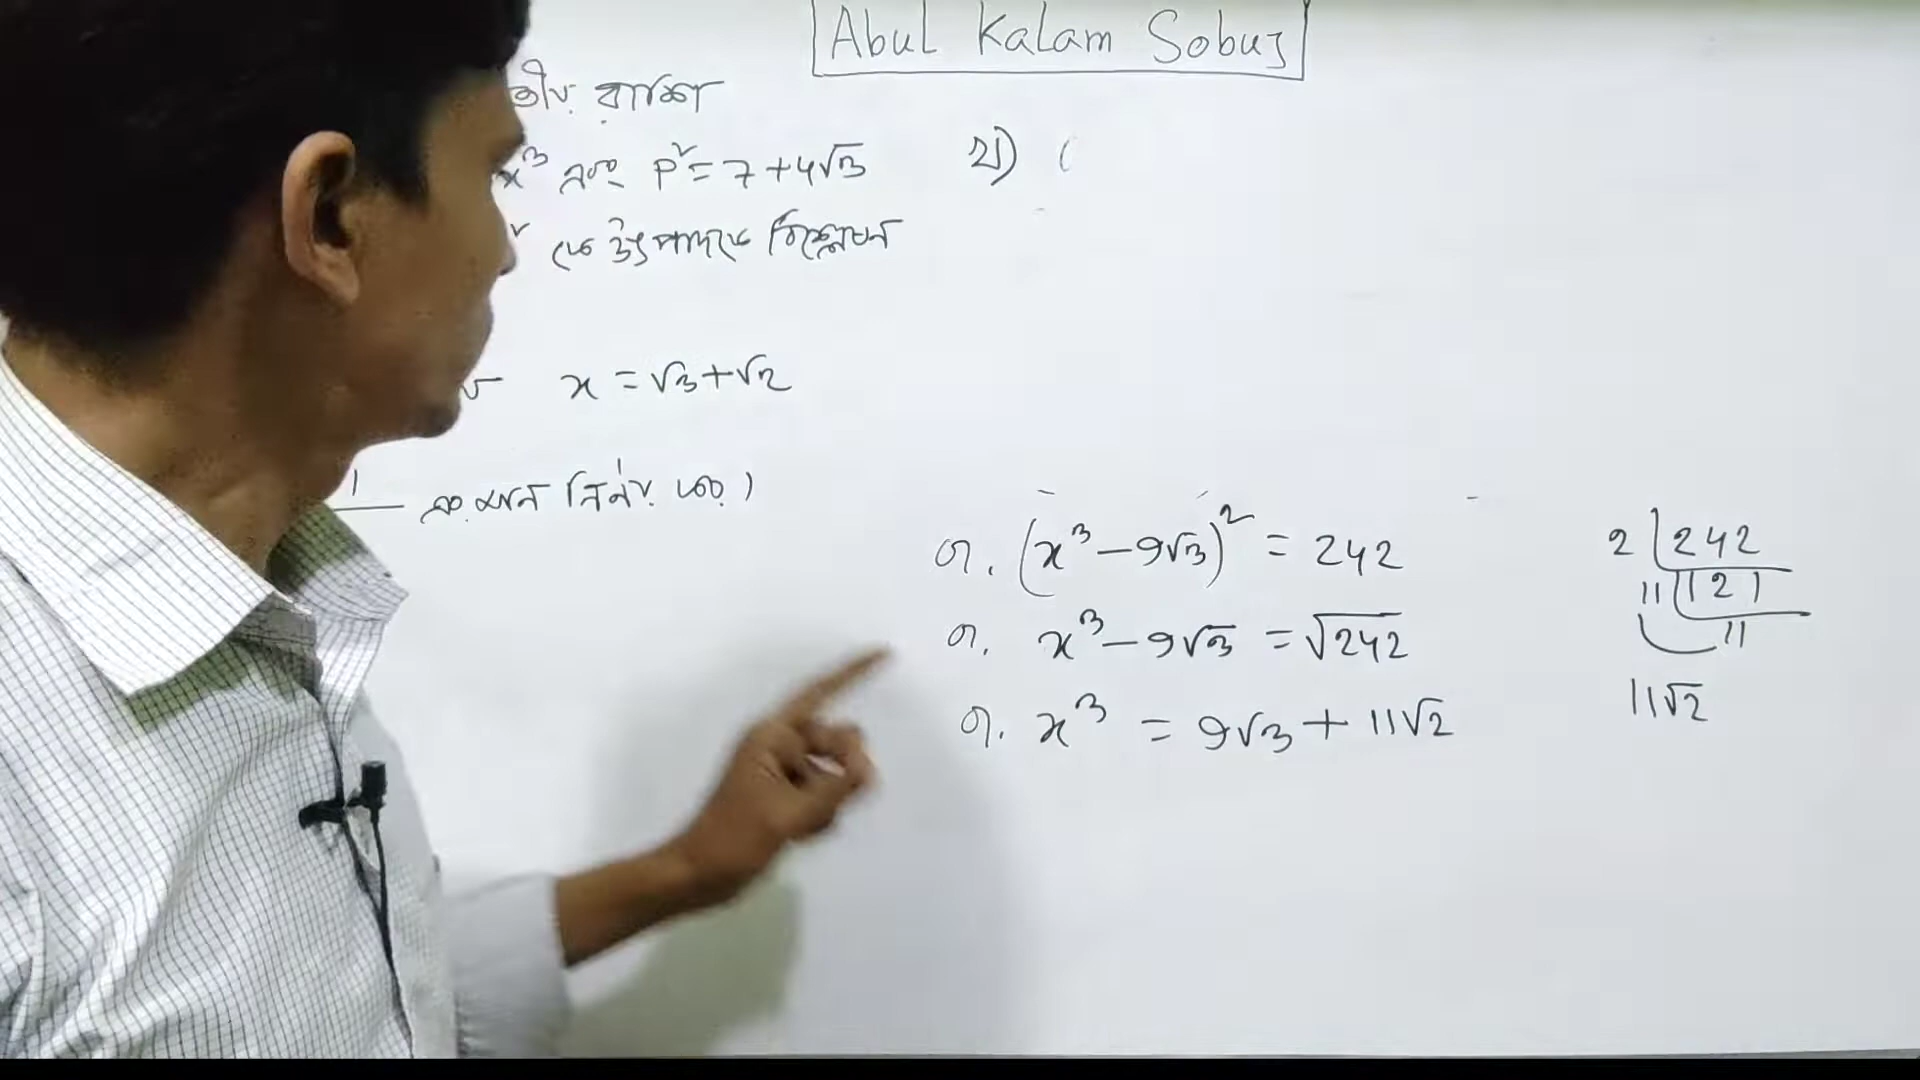 Abul Kalam Sobuj
রাশি
x³ এবং P² = 7 + 4√3
কে উৎপাদকে বিশ্লেষণ
x = √3 + √2
1
এর মান নির্ণয় কর।
খ) (
বা, (x³ − 9√3)² = 242
বা, x³ − 9√3 = √242
বা, x³ = 9√3 + 11√2
2 | 242
11 | 121
11
11√2